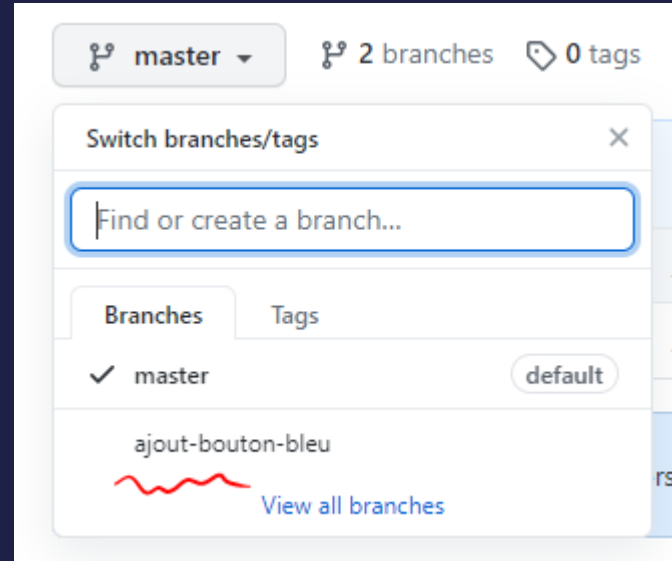 master 2 branches 0 tags
Switch branches/tags
Find or create a branch...
Branches Tags
master default
ajout-bouton-bleu
rs
View all branches